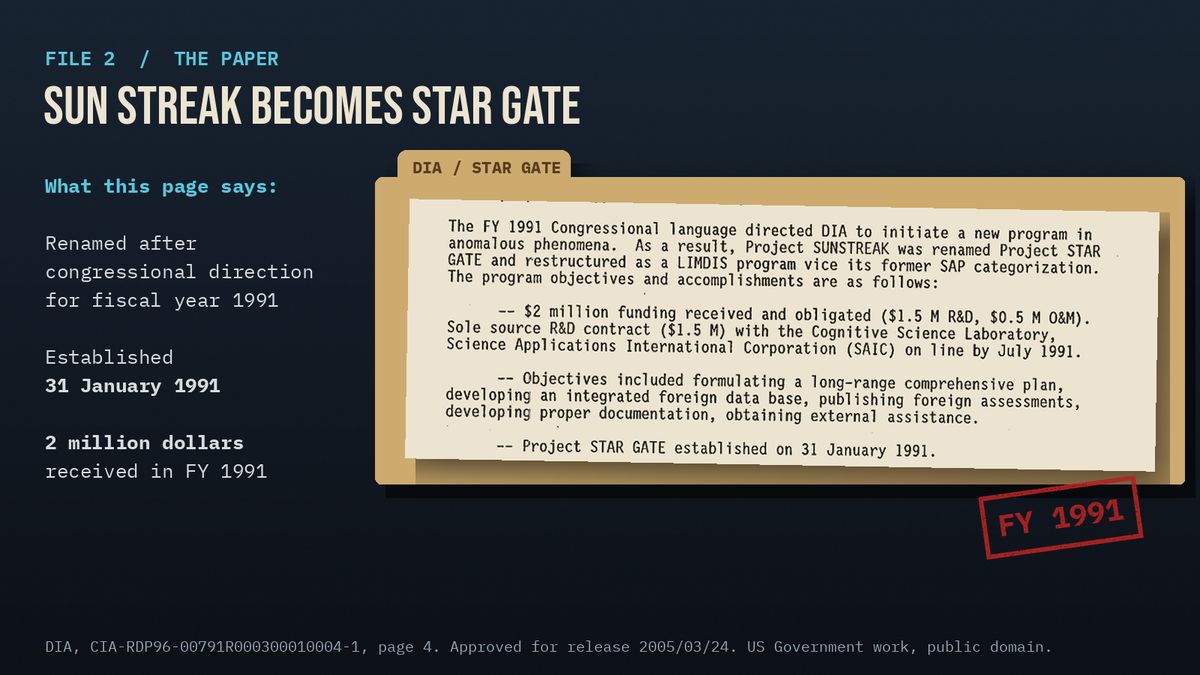 FILE 2 / THE PAPER
SUN STREAK BECOMES STAR GATE
What this page says:
Renamed after
congressional direction
for fiscal year 1991
Established
31 January 1991
2 million dollars
received in FY 1991
DIA / STAR GATE
The FY 1991 Congressional language directed DIA to initiate a new program in
anomalous phenomena. As a result, Project SUNSTREAK was renamed Project STAR
GATE and restructured as a LIMDIS program vice its former SAP categorization.
The program objectives and accomplishments are as follows:
-- $2 million funding received and obligated ($1.5 M R&D, $0.5 M O&M).
Sole source R&D contract ($1.5 M) with the Cognitive Science Laboratory,
Science Applications International Corporation (SAIC) on line by July 1991.
-- Objectives included formulating a long-range comprehensive plan,
developing an integrated foreign data base, publishing foreign assessments,
developing proper documentation, obtaining external assistance.
-- Project STAR GATE established on 31 January 1991.
FY 1991
DIA, CIA-RDP96-00791R000300010004-1, page 4. Approved for release 2005/03/24. US Government work, public domain.